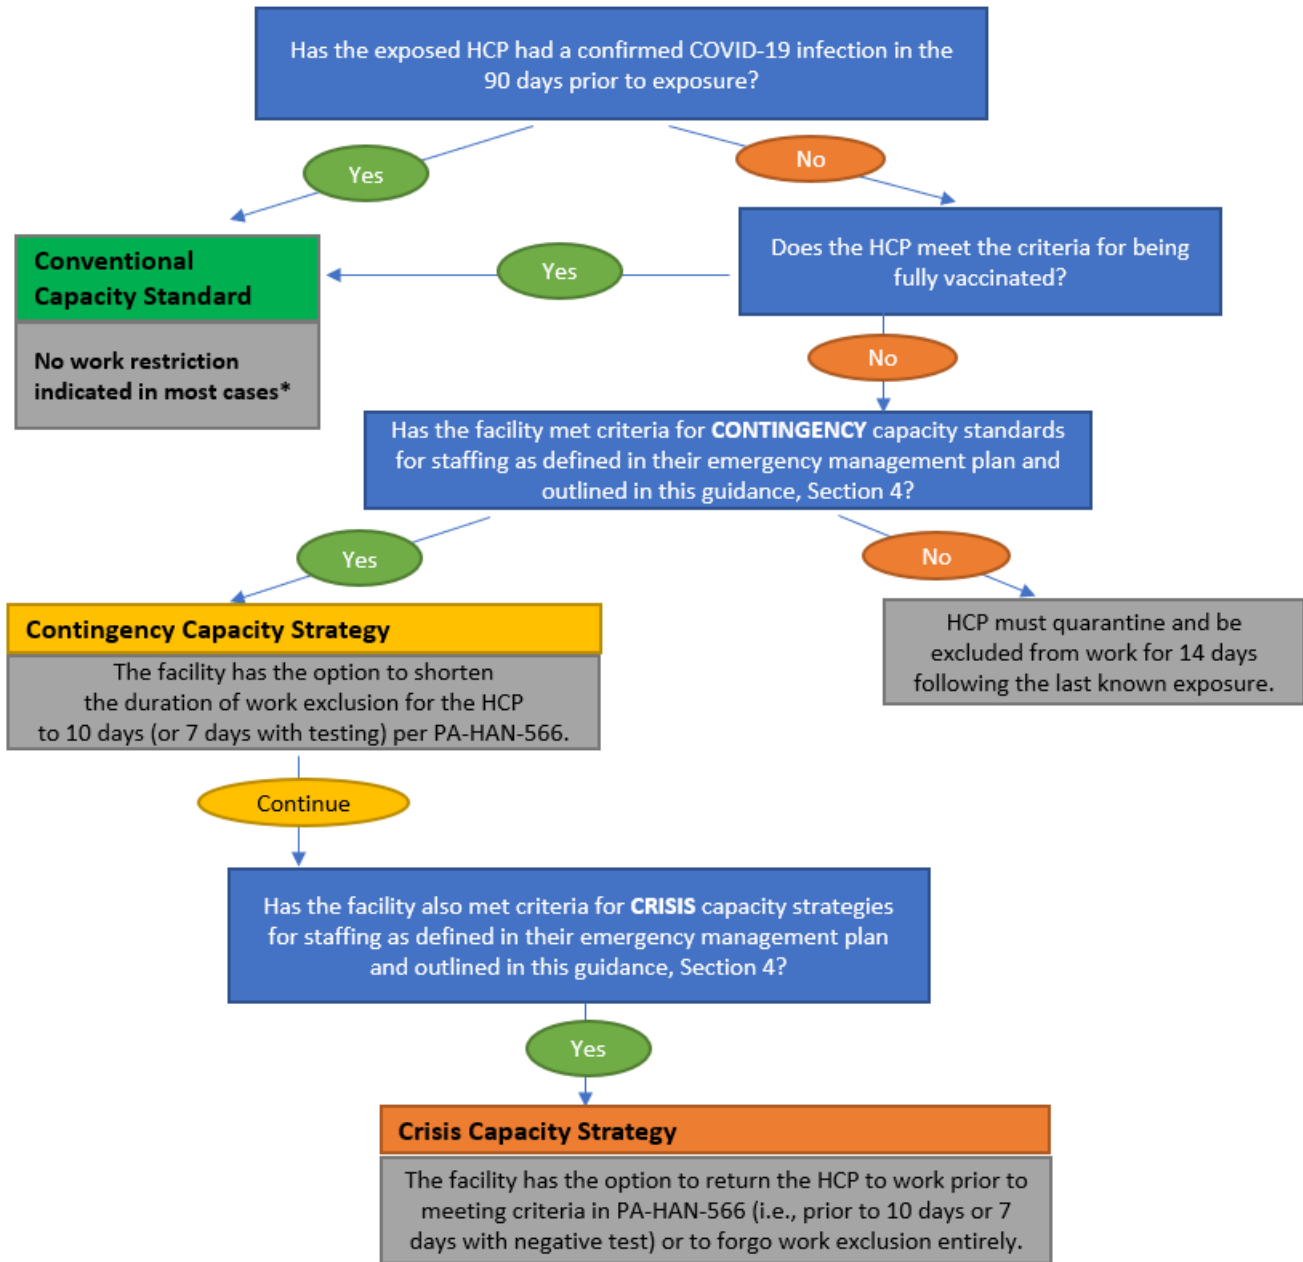 Has the exposed HCP had a confirmed COVID-19 infection in the
90 days prior to exposure?
Yes
No
Conventional
Capacity Standard
No work restriction
indicated in most cases*
Yes
Does the HCP meet the criteria for being
fully vaccinated?
No
Has the facility met criteria for CONTINGENCY capacity standards
for staffing as defined in their emergency management plan and
outlined in this guidance, Section 4?
Yes
No
Contingency Capacity Strategy
The facility has the option to shorten
the duration of work exclusion for the HCP
to 10 days (or 7 days with testing) per PA-HAN-566.
HCP must quarantine and be
excluded from work for 14 days
following the last known exposure.
Continue
Has the facility also met criteria for CRISIS capacity strategies
for staffing as defined in their emergency management plan
and outlined in this guidance, Section 4?
Yes
Crisis Capacity Strategy
The facility has the option to return the HCP to work prior to
meeting criteria in PA-HAN-566 (i.e., prior to 10 days or 7
days with negative test) or to forgo work exclusion entirely.